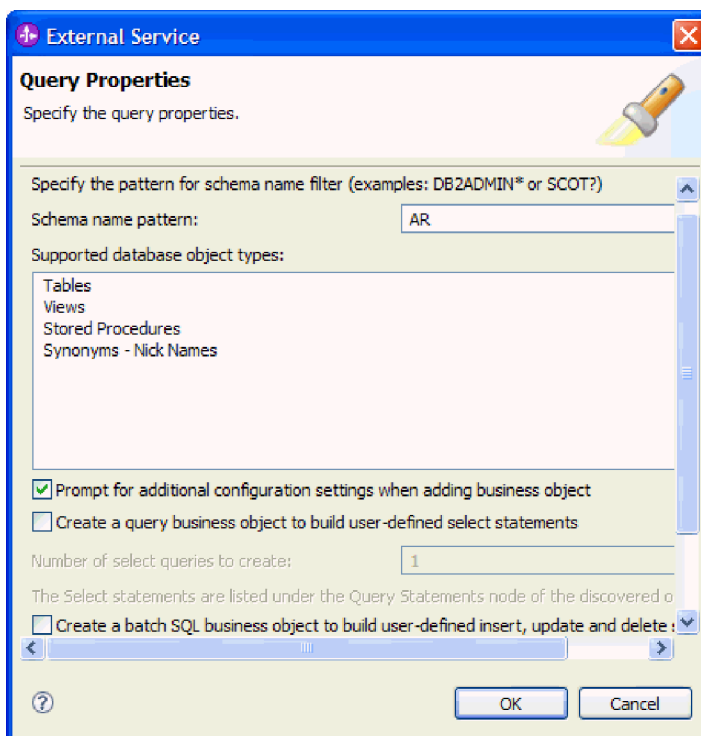 External Service
Query Properties
Specify the query properties.
Specify the pattern for schema name filter (examples: DB2ADMIN* or SCOT?)
Schema name pattern:
AR
Supported database object types:
Tables
Views
Stored Procedures
Synonyms - Nick Names
Prompt for additional configuration settings when adding business object
Create a query business object to build user-defined select statements
Number of select queries to create:
1
The Select statements are listed under the Query Statements node of the discovered o
Create a batch SQL business object to build user-defined insert, update and delete
?
OK
Cancel